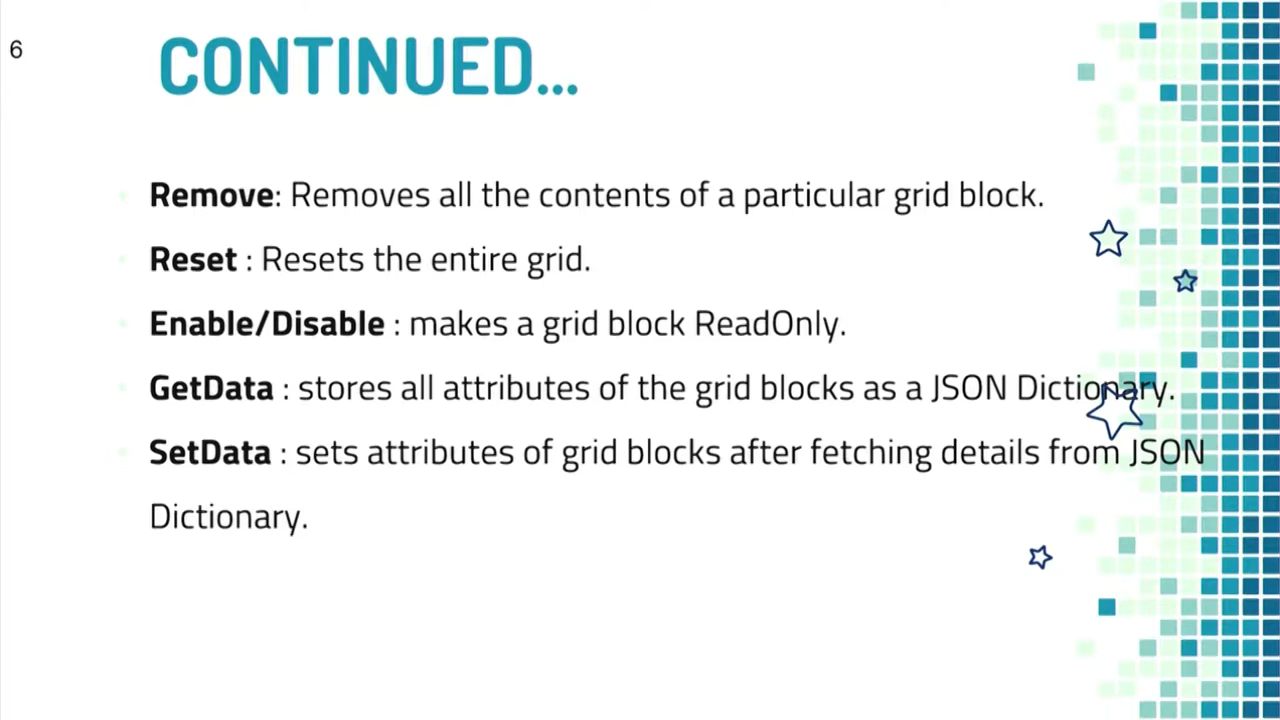 6
CONTINUED...
Remove: Removes all the contents of a particular grid block.
Reset : Resets the entire grid.
Enable/Disable : makes a grid block ReadOnly.
GetData : stores all attributes of the grid blocks as a JSON Dictionary.
SetData : sets attributes of grid blocks after fetching details from JSON
Dictionary.